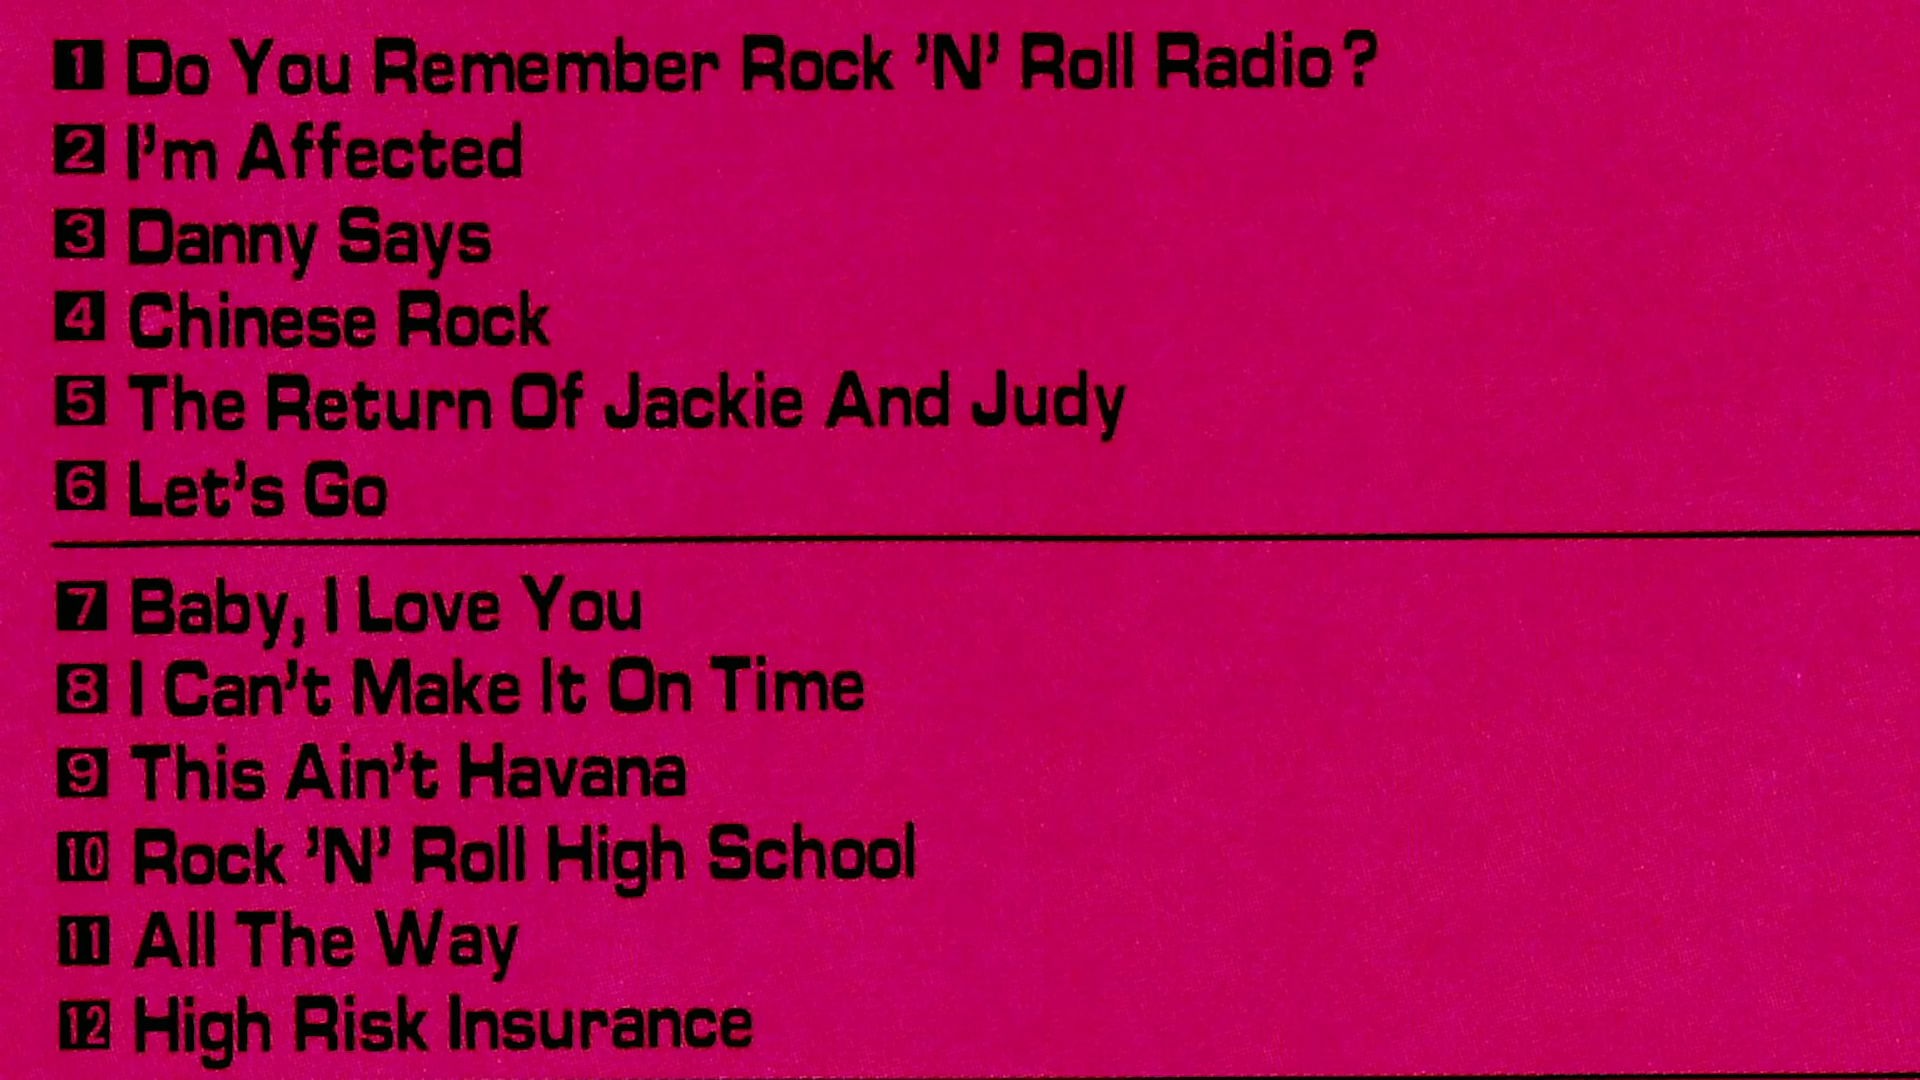 1 Do You Remember Rock 'N' Roll Radio?
2 I'm Affected
3 Danny Says
4 Chinese Rock
5 The Return Of Jackie And Judy
6 Let's Go
7 Baby, I Love You
8 I Can't Make It On Time
9 This Ain't Havana
10 Rock 'N' Roll High School
11 All The Way
12 High Risk Insurance